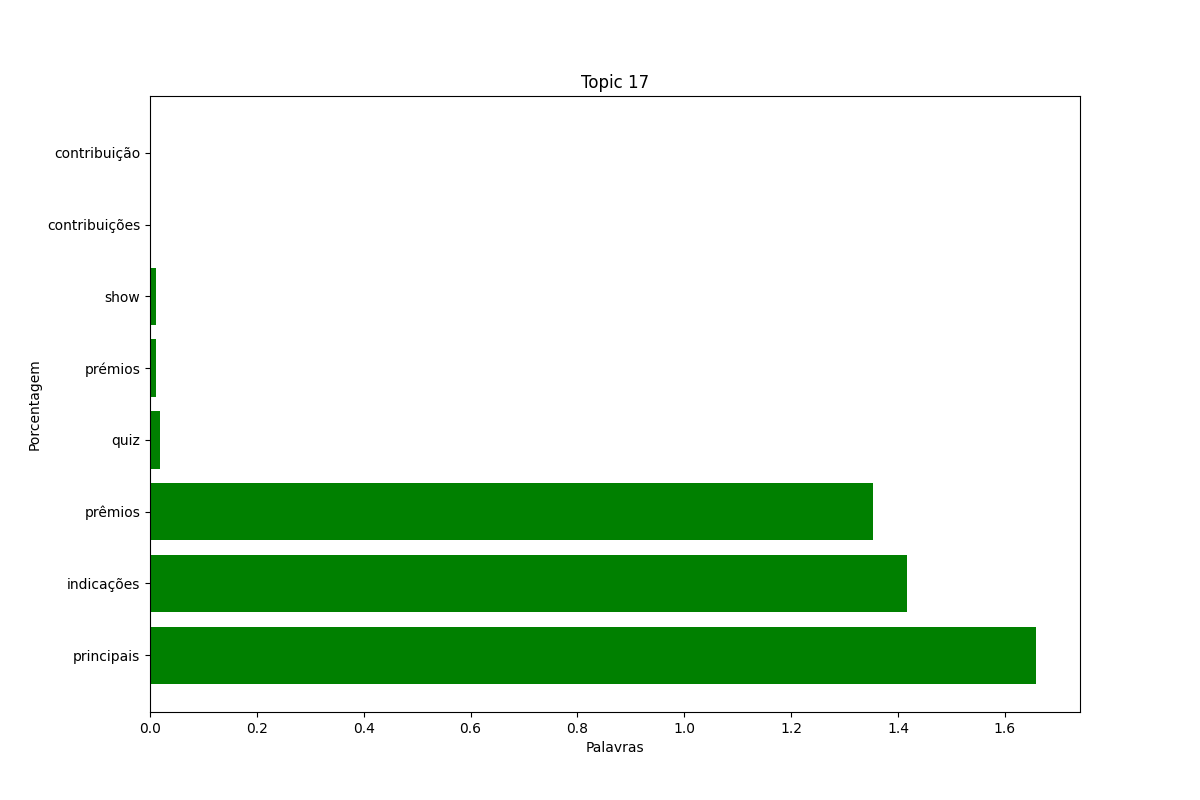 Topic 17
contribuição
contribuições
show
prémios
quiz
prêmios
indicações
principais
Porcentagem
0.0 0.2 0.4 0.6 0.8 1.0 1.2 1.4 1.6
Palavras